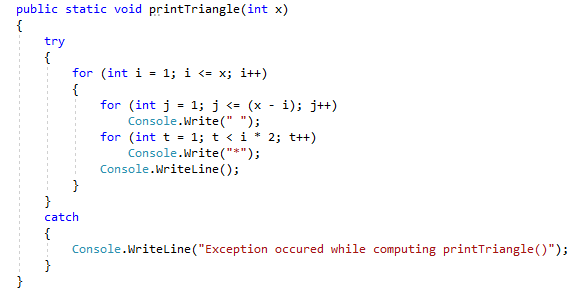 public static void printTriangle(int x)
{
try
{
for (int i = 1; i <= x; i++)
{
for (int j = 1; j <= (x - i); j++)
Console.Write(" ");
for (int t = 1; t < i * 2; t++)
Console.Write("*");
Console.WriteLine();
}
}
catch
{
Console.WriteLine("Exception occured while computing printTriangle()");
}
}